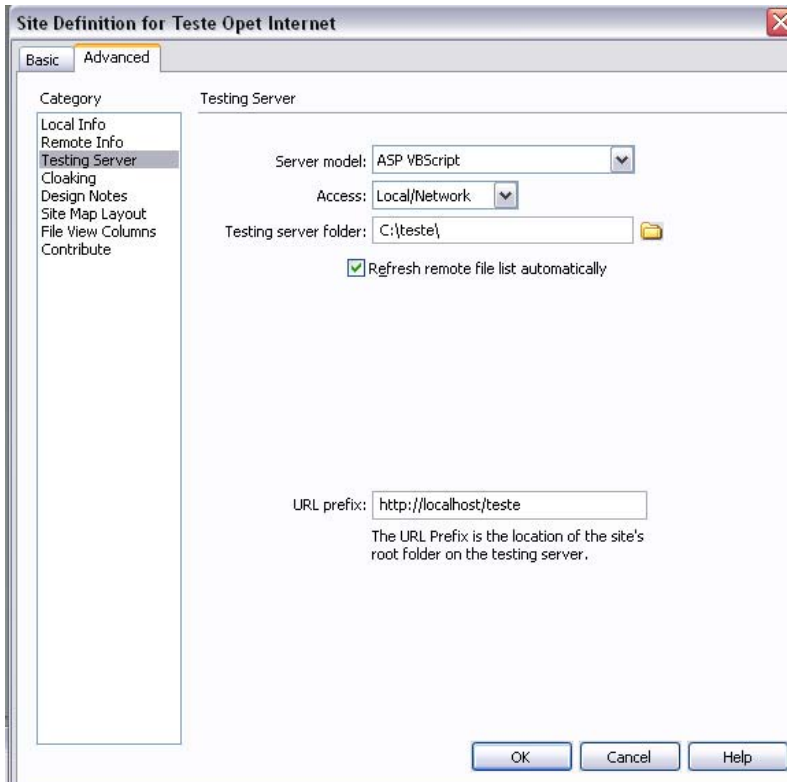 Site Definition for Teste Opet Internet
Basic
Advanced
Category
Testing Server
Local Info
Remote Info
Testing Server
Cloaking
Design Notes
Site Map Layout
File View Columns
Contribute
Server model: ASP VBScript
Access: Local/Network
Testing server folder: C:\teste\
Refresh remote file list automatically
URL prefix: http://localhost/teste
The URL Prefix is the location of the site's
root folder on the testing server.
OK
Cancel
Help